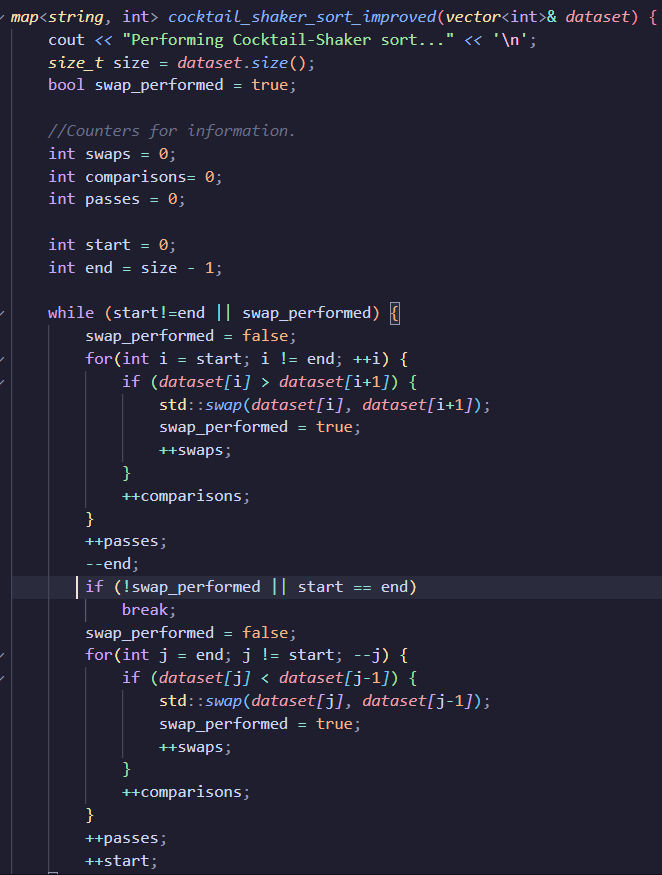 map<string, int> cocktail_shaker_sort_improved(vector<int>& dataset) {
    cout << "Performing Cocktail-Shaker sort..." << '\n';
    size_t size = dataset.size();
    bool swap_performed = true;

    //Counters for information.
    int swaps = 0;
    int comparisons= 0;
    int passes = 0;

    int start = 0;
    int end = size - 1;

    while (start!=end || swap_performed) {
        swap_performed = false;
        for(int i = start; i != end; ++i) {
            if (dataset[i] > dataset[i+1]) {
                std::swap(dataset[i], dataset[i+1]);
                swap_performed = true;
                ++swaps;
            }
            ++comparisons;
        }
        ++passes;
        --end;
        if (!swap_performed || start == end)
            break;
        swap_performed = false;
        for(int j = end; j != start; --j) {
            if (dataset[j] < dataset[j-1]) {
                std::swap(dataset[j], dataset[j-1]);
                swap_performed = true;
                ++swaps;
            }
            ++comparisons;
        }
        ++passes;
        ++start;